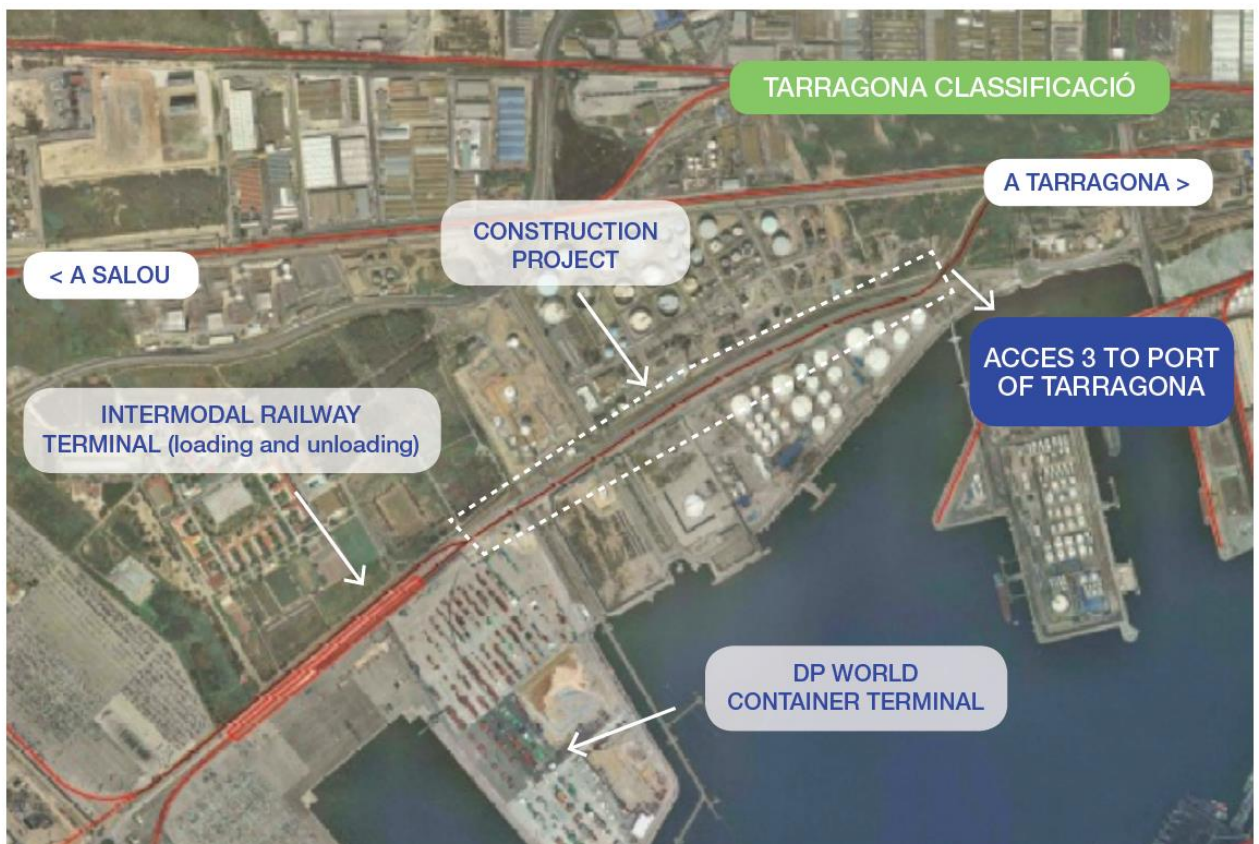 TARRAGONA CLASSIFICACIÓ
A TARRAGONA >
CONSTRUCTION
PROJECT
< A SALOU
ACCES 3 TO PORT
OF TARRAGONA
INTERMODAL RAILWAY
TERMINAL (loading and unloading)
DP WORLD
CONTAINER TERMINAL